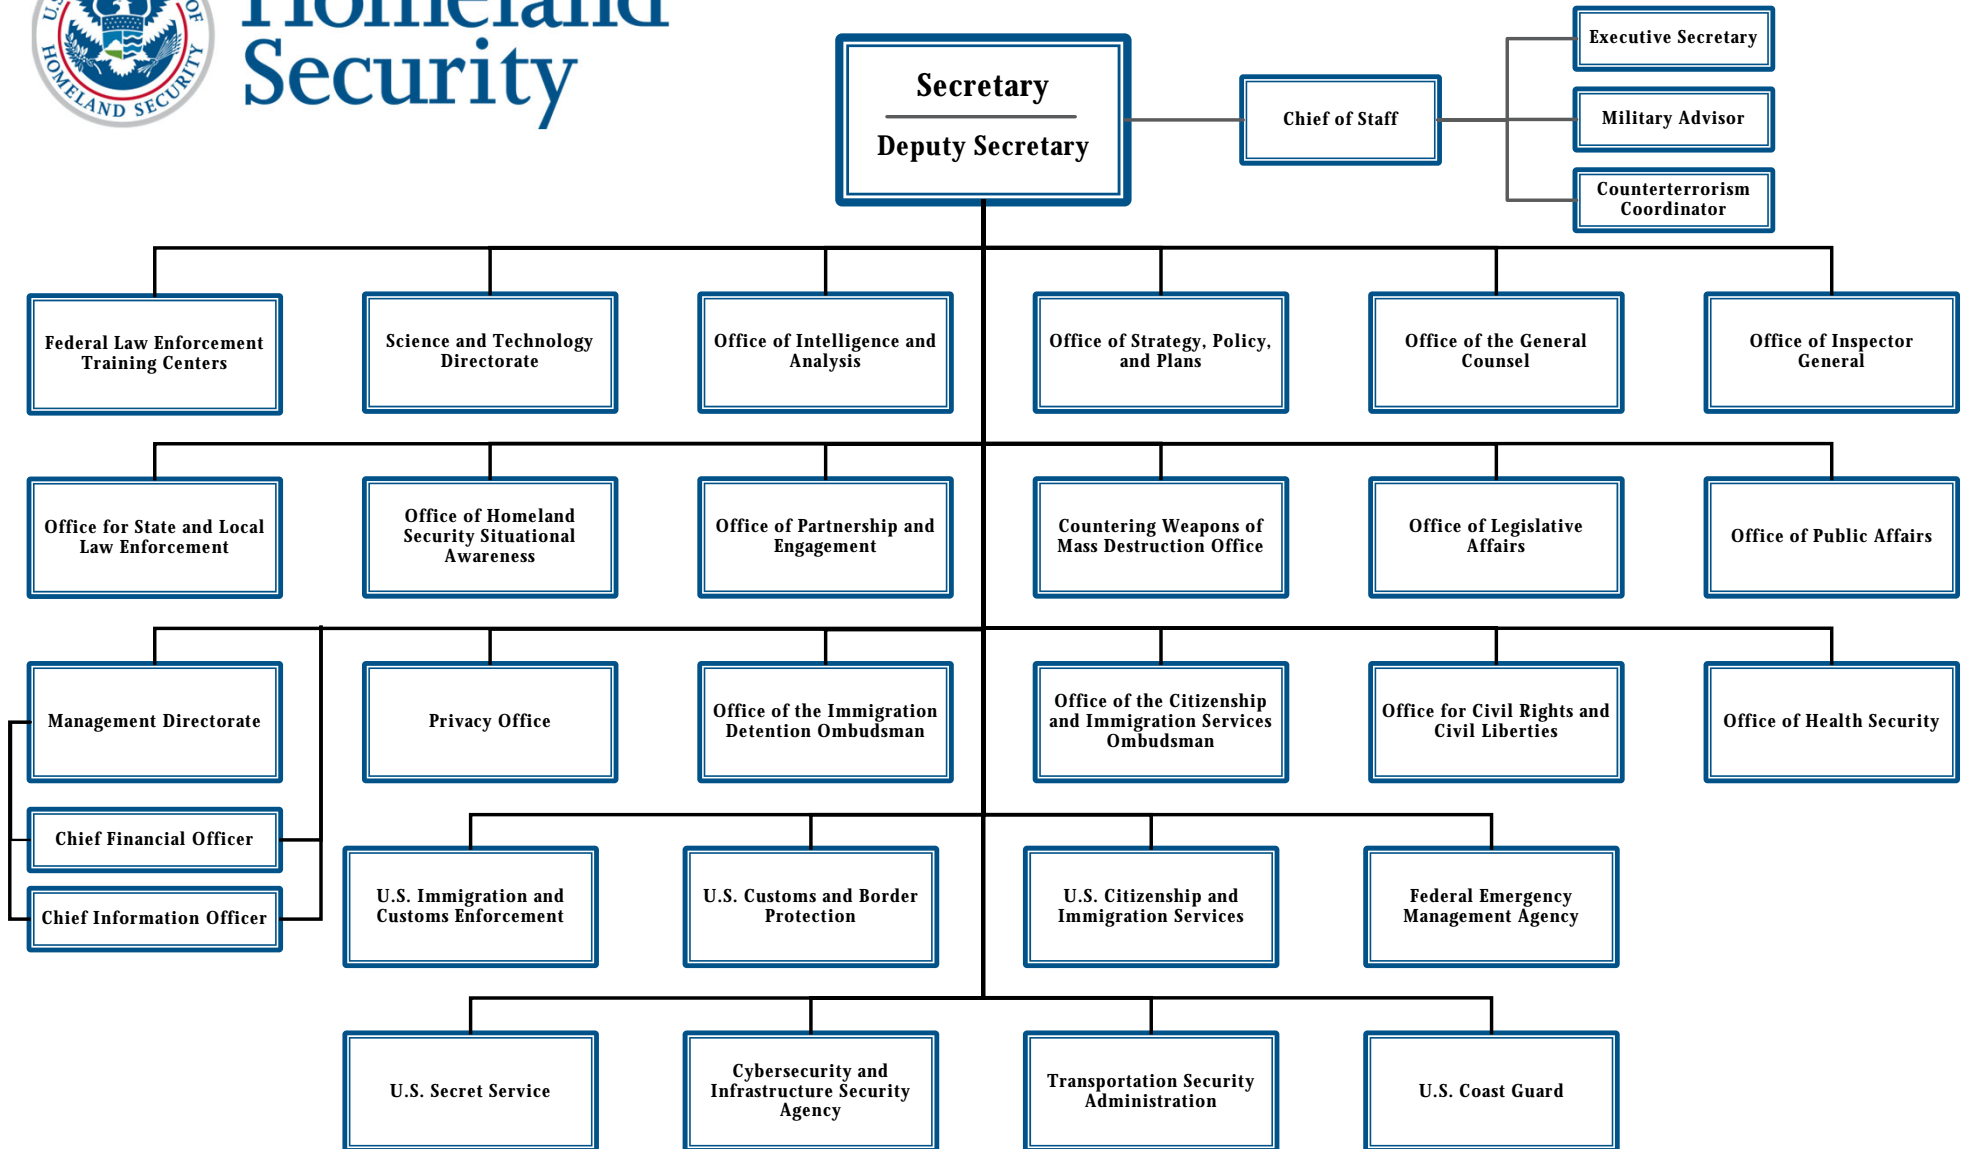 Homeland
Security
U.S.
OF
HOMELAND SECURITY
Secretary
Deputy Secretary
Chief of Staff
Executive Secretary
Military Advisor
Counterterrorism
Coordinator
Federal Law Enforcement
Training Centers
Science and Technology
Directorate
Office of Intelligence and
Analysis
Office of Strategy, Policy,
and Plans
Office of the General
Counsel
Office of Inspector
General
Office for State and Local
Law Enforcement
Office of Homeland
Security Situational
Awareness
Office of Partnership and
Engagement
Countering Weapons of
Mass Destruction Office
Office of Legislative
Affairs
Office of Public Affairs
Management Directorate
Privacy Office
Office of the Immigration
Detention Ombudsman
Office of the Citizenship
and Immigration Services
Ombudsman
Office for Civil Rights and
Civil Liberties
Office of Health Security
Chief Financial Officer
Chief Information Officer
U.S. Immigration and
Customs Enforcement
U.S. Customs and Border
Protection
U.S. Citizenship and
Immigration Services
Federal Emergency
Management Agency
U.S. Secret Service
Cybersecurity and
Infrastructure Security
Agency
Transportation Security
Administration
U.S. Coast Guard